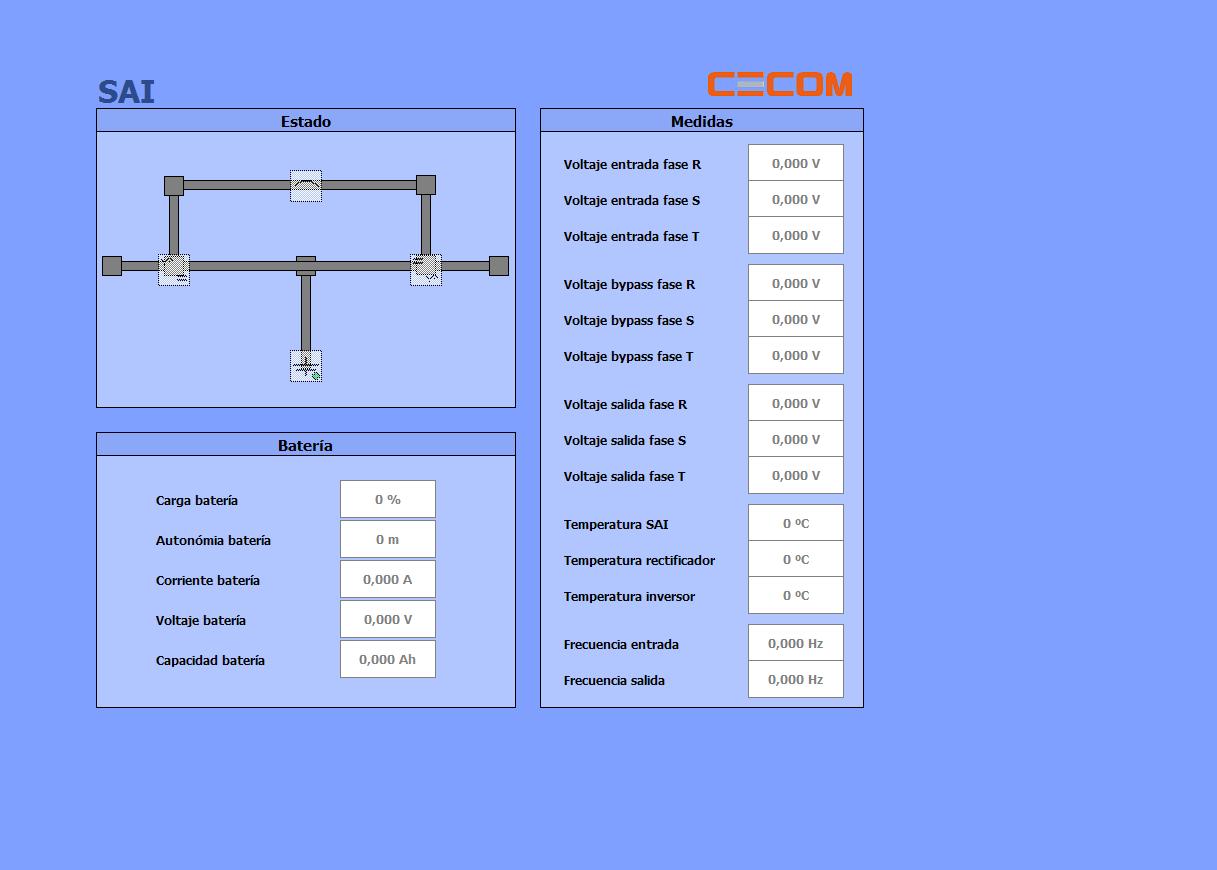 SAI
CECOM
Estado
Medidas
Voltaje entrada fase R 0,000 V
Voltaje entrada fase S 0,000 V
Voltaje entrada fase T 0,000 V
Voltaje bypass fase R 0,000 V
Voltaje bypass fase S 0,000 V
Voltaje bypass fase T 0,000 V
Voltaje salida fase R 0,000 V
Voltaje salida fase S 0,000 V
Voltaje salida fase T 0,000 V
Temperatura SAI 0 ºC
Temperatura rectificador 0 ºC
Temperatura inversor 0 ºC
Frecuencia entrada 0,000 Hz
Frecuencia salida 0,000 Hz
Batería
Carga batería 0 %
Autonómia batería 0 m
Corriente batería 0,000 A
Voltaje batería 0,000 V
Capacidad batería 0,000 Ah